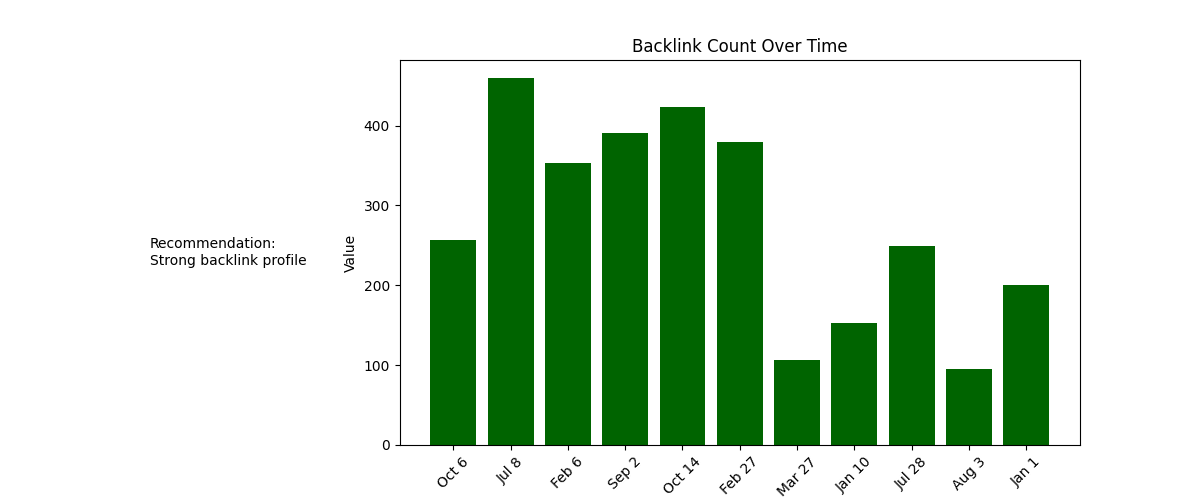 Backlink Count Over Time
Recommendation:
Strong backlink profile
Value
400
300
200
100
0
Oct 6
Jul 8
Feb 6
Sep 2
Oct 14
Feb 27
Mar 27
Jan 10
Jul 28
Aug 3
Jan 1